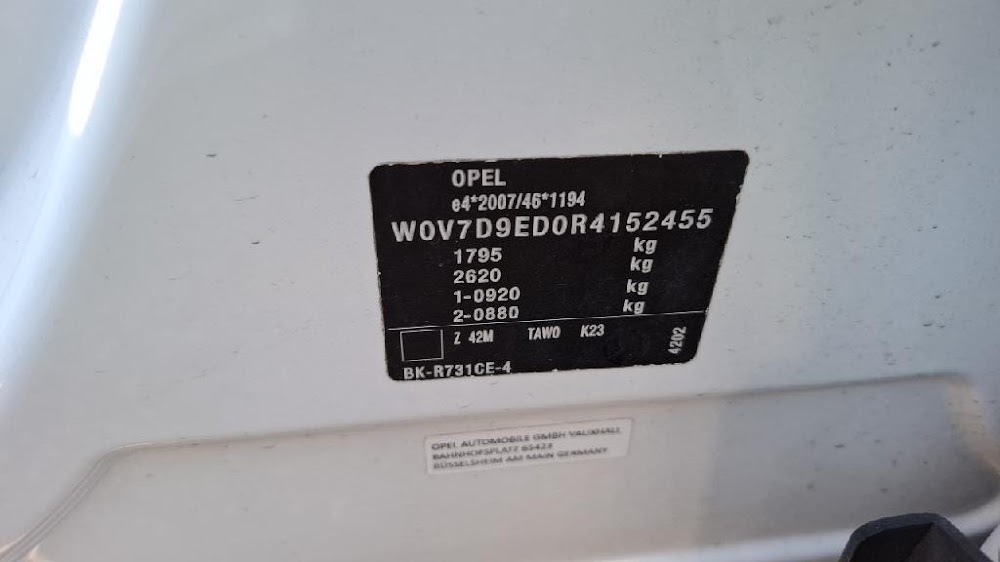 OPEL
e4*2007/46*1194
W0V7D9ED0R4152455
1795 kg
2620 kg
1-0920 kg
2-0880 kg
Z 42M TAWO K23
4202
BK-R731CE-4
OPEL AUTOMOBILE GMBH VAUXHALL
BAHNHOFSPLATZ 65423
RÜSSELSHEIM AM MAIN GERMANY